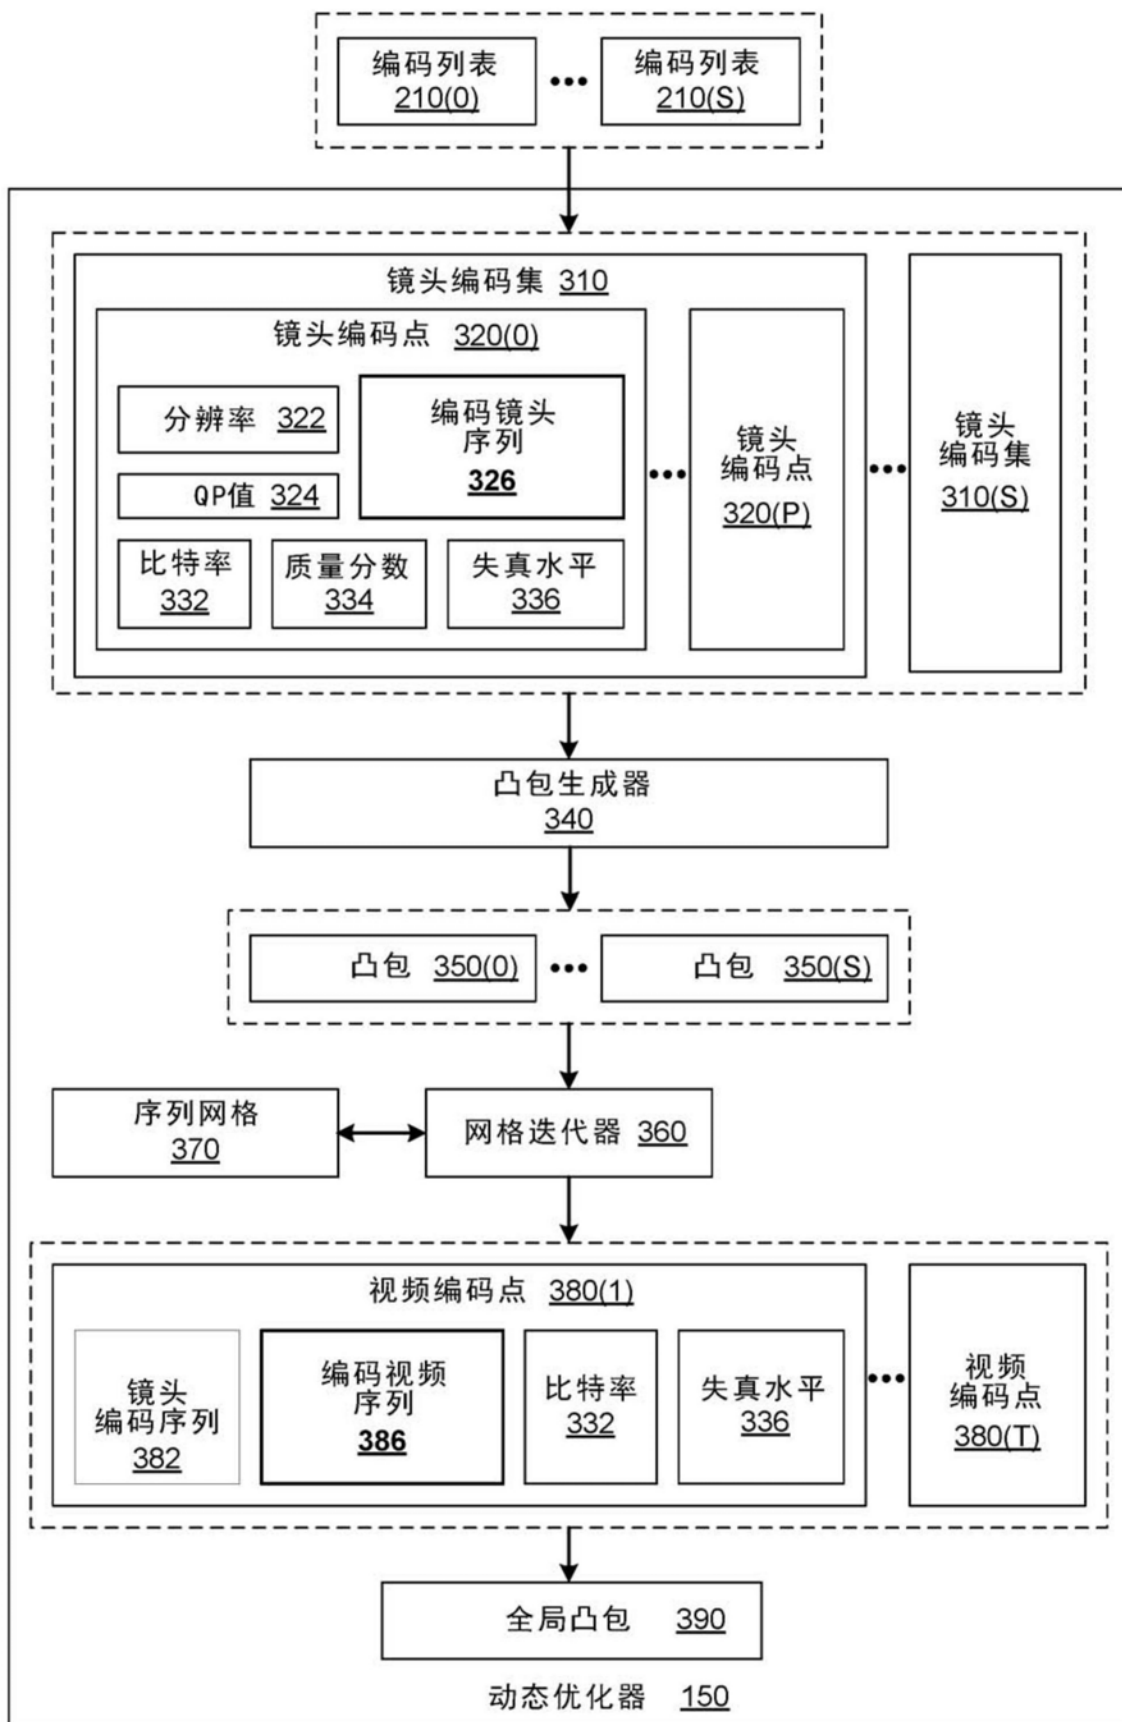 编码列表
210(0)
•••
编码列表
210(S)
镜头编码集 310
镜头编码点 320(0)
分辨率 322
QP值 324
编码镜头
序列
326
比特率
332
质量分数
334
失真水平
336
•••
镜头
编码点
320(P)
•••
镜头
编码集
310(S)
凸包生成器
340
凸包 350(0)
•••
凸包 350(S)
序列网格
370
网格迭代器 360
视频编码点 380(1)
镜头
编码序列
382
编码视频
序列
386
比特率
332
失真水平
336
•••
视频
编码点
380(T)
全局凸包 390
动态优化器 150